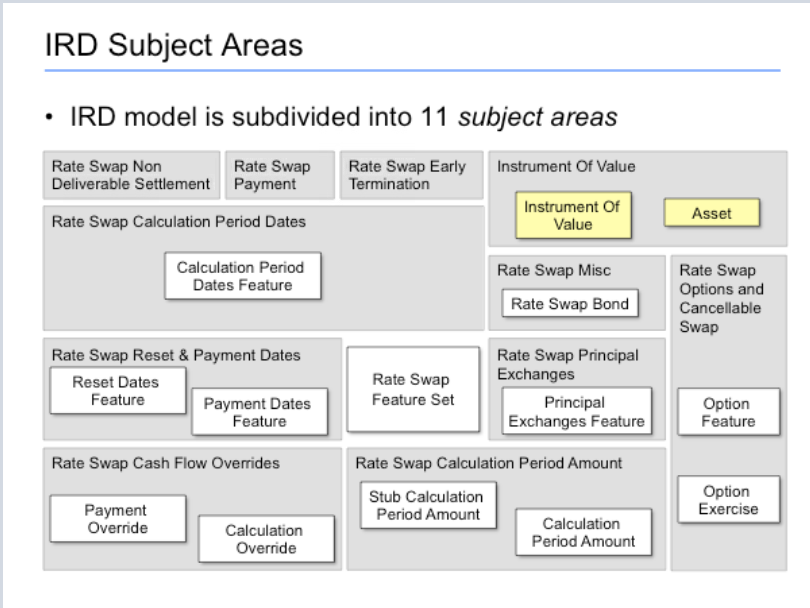 IRD Subject Areas
• IRD model is subdivided into 11 subject areas
Rate Swap Non
Deliverable Settlement
Rate Swap
Payment
Rate Swap Early
Termination
Instrument Of Value
Instrument Of
Value
Asset
Rate Swap Calculation Period Dates
Calculation Period
Dates Feature
Rate Swap Misc
Rate Swap Bond
Rate Swap
Options and
Cancellable
Swap
Option
Feature
Option
Exercise
Rate Swap Reset & Payment Dates
Reset Dates
Feature
Payment Dates
Feature
Rate Swap
Feature Set
Rate Swap Principal
Exchanges
Principal
Exchanges Feature
Rate Swap Cash Flow Overrides
Payment
Override
Calculation
Override
Rate Swap Calculation Period Amount
Stub Calculation
Period Amount
Calculation
Period Amount